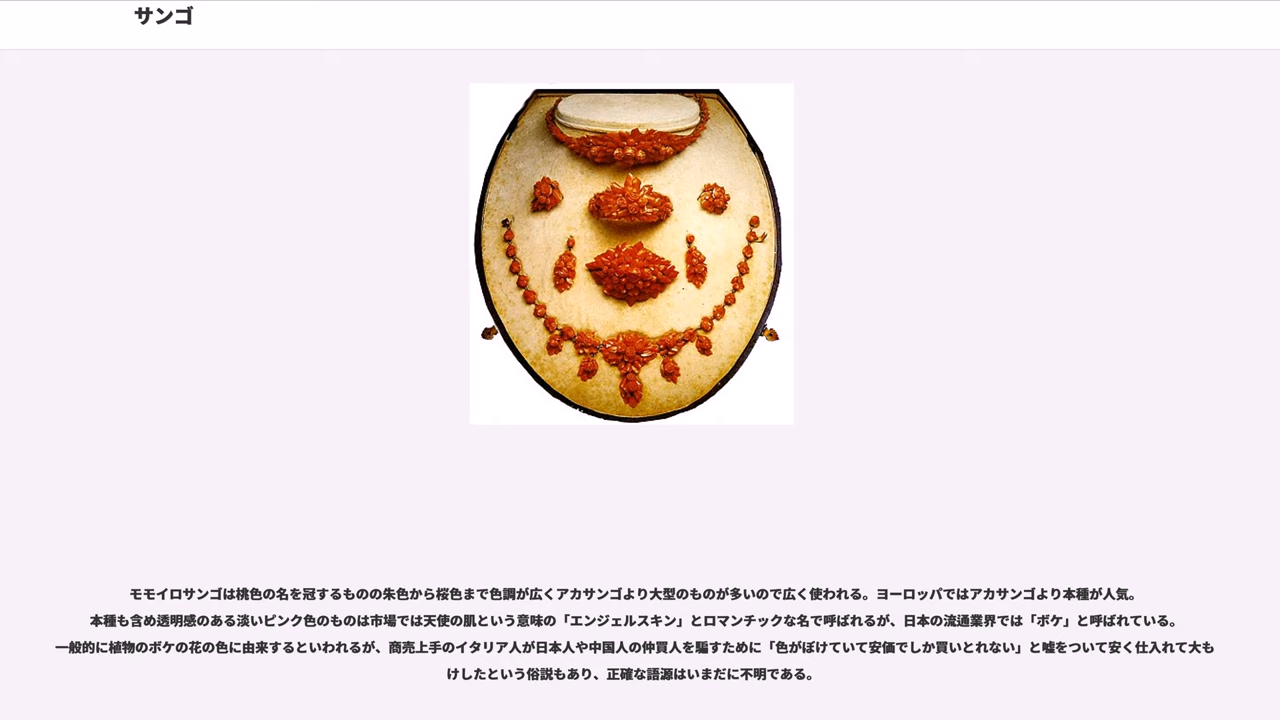 サンゴ
モモイロサンゴは桃色の名を冠するものの朱色から桜色まで色調が広くアカサンゴより大型のものが多いので広く使われる。ヨーロッパではアカサンゴより本種が人気。
本種も含め透明感のある淡いピンク色のものは市場では天使の肌という意味の「エンジェルスキン」とロマンチックな名で呼ばれるが、日本の流通業界では「ボケ」と呼ばれている。
一般的に植物のボケの花の色に由来するといわれるが、商売上手のイタリア人が日本人や中国人の仲買人を騙すために「色がぼけていて安価でしか買いとれない」と嘘をついて安く仕入れて大も
けしたという俗説もあり、正確な語源はいまだに不明である。